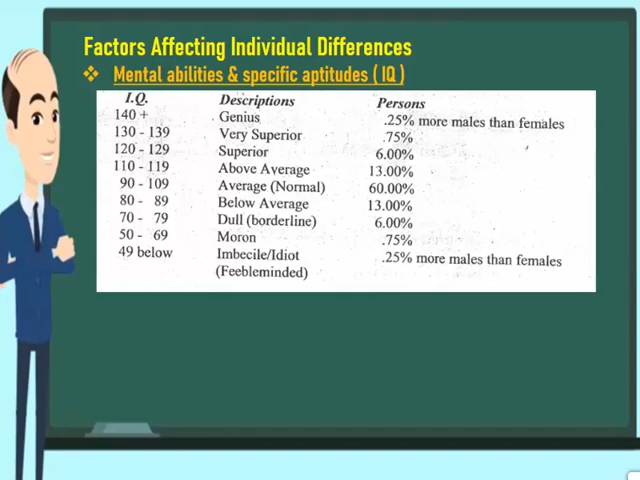 Factors Affecting Individual Differences
❖ Mental abilities & specific aptitudes ( IQ )
I.Q. Descriptions Persons
140 + Genius .25% more males than females
130 - 139 Very Superior .75%
120 - 129 Superior 6.00%
110 - 119 Above Average 13.00%
90 - 109 Average (Normal) 60.00%
80 - 89 Below Average 13.00%
70 - 79 Dull (borderline) 6.00%
50 - 69 Moron .75%
49 below Imbecile/Idiot .25% more males than females
(Feebleminded)